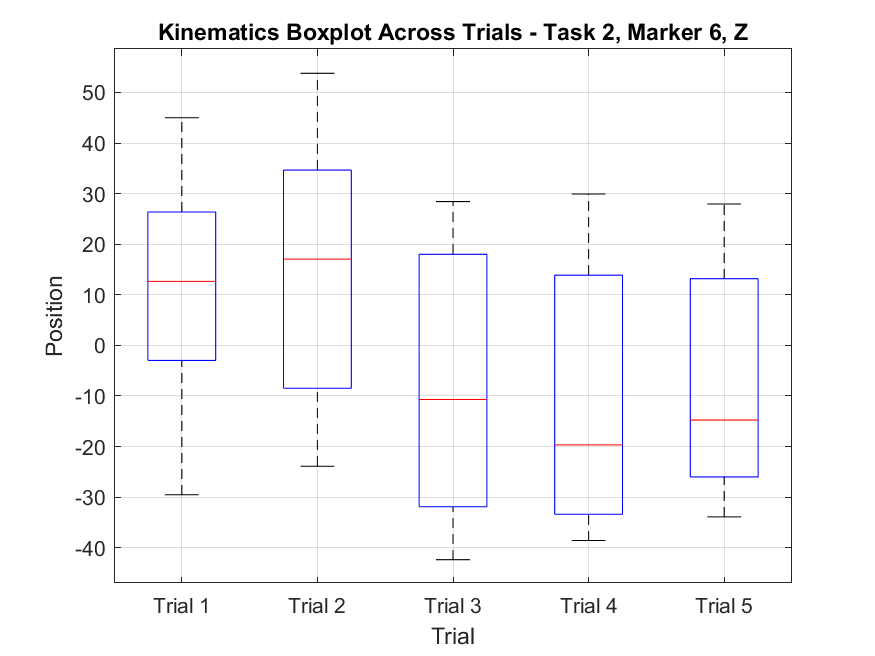 Kinematics Boxplot Across Trials - Task 2, Marker 6, Z
50
40
30
20
10
0
-10
-20
-30
-40
Position
Trial 1 Trial 2 Trial 3 Trial 4 Trial 5
Trial